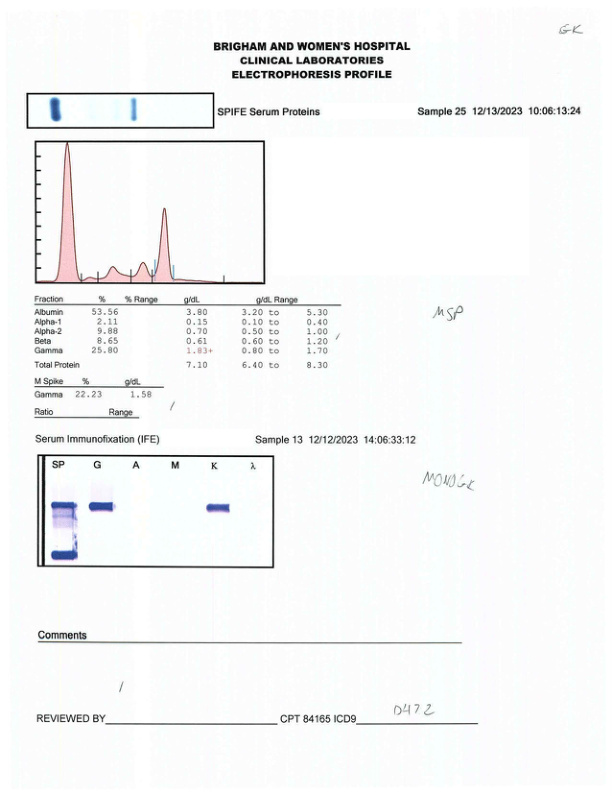 GK
BRIGHAM AND WOMEN'S HOSPITAL
CLINICAL LABORATORIES
ELECTROPHORESIS PROFILE
SPIFE Serum Proteins Sample 25 12/13/2023 10:06:13:24
Fraction % % Range g/dL g/dL Range
Albumin 53.56 3.80 3.20 to 5.30
Alpha-1 2.11 0.15 0.10 to 0.40
Alpha-2 9.88 0.70 0.50 to 1.00
Beta 8.65 0.61 0.60 to 1.20
Gamma 25.80 1.83+ 0.80 to 1.70
Total Protein 7.10 6.40 to 8.30
MSP
M Spike % g/dL
Gamma 22.23 1.58
Ratio Range
Serum Immunofixation (IFE) Sample 13 12/12/2023 14:06:33:12
SP G A M K λ
MONOGK
Comments
REVIEWED BY CPT 84165 ICD9 D472